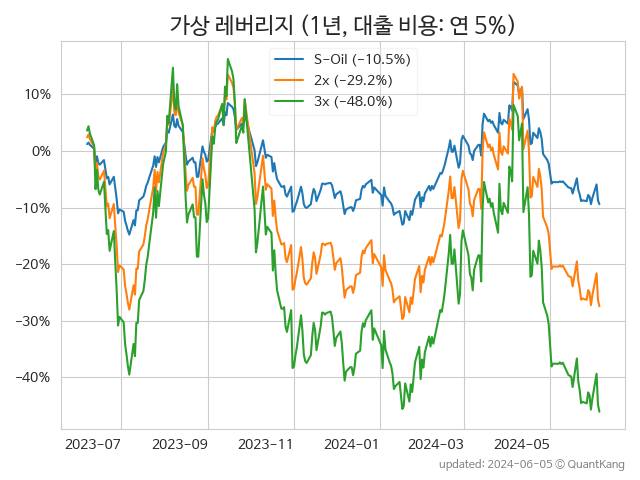 가상 레버리지 (1년, 대출 비용: 연 5%)
S-Oil (−10.5%)
2x (−29.2%)
3x (−48.0%)
10%
0%
−10%
−20%
−30%
−40%
2023-07 2023-09 2023-11 2024-01 2024-03 2024-05
updated: 2024-06-05 © QuantKang